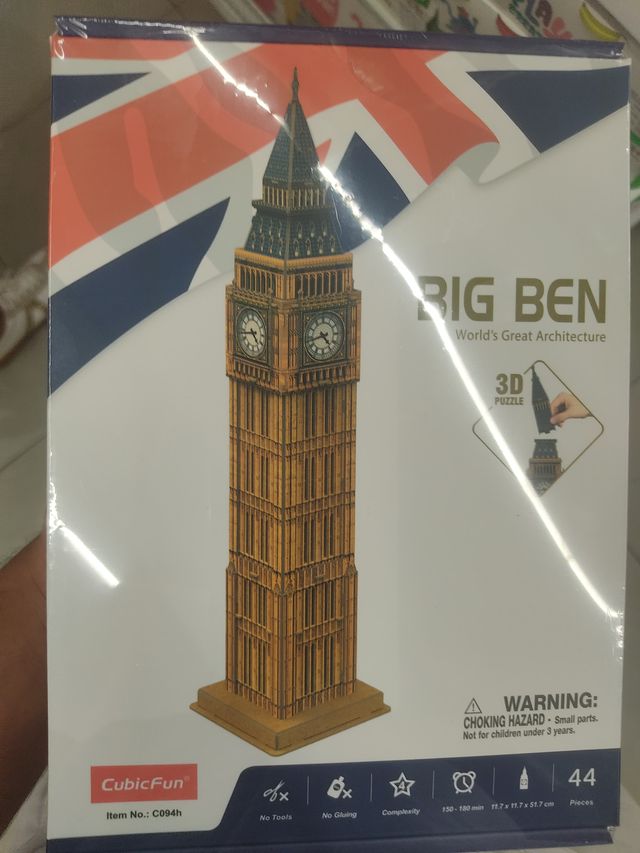 BIG BEN
World's Great Architecture
3D
PUZZLE
WARNING:
CHOKING HAZARD - Small parts.
Not for children under 3 years.
CubicFun®
Item No.: C094h
No Tools
No Gluing
4
Complexity
150 - 180 min
11.7 x 11.7 x 51.7 cm
44
Pieces